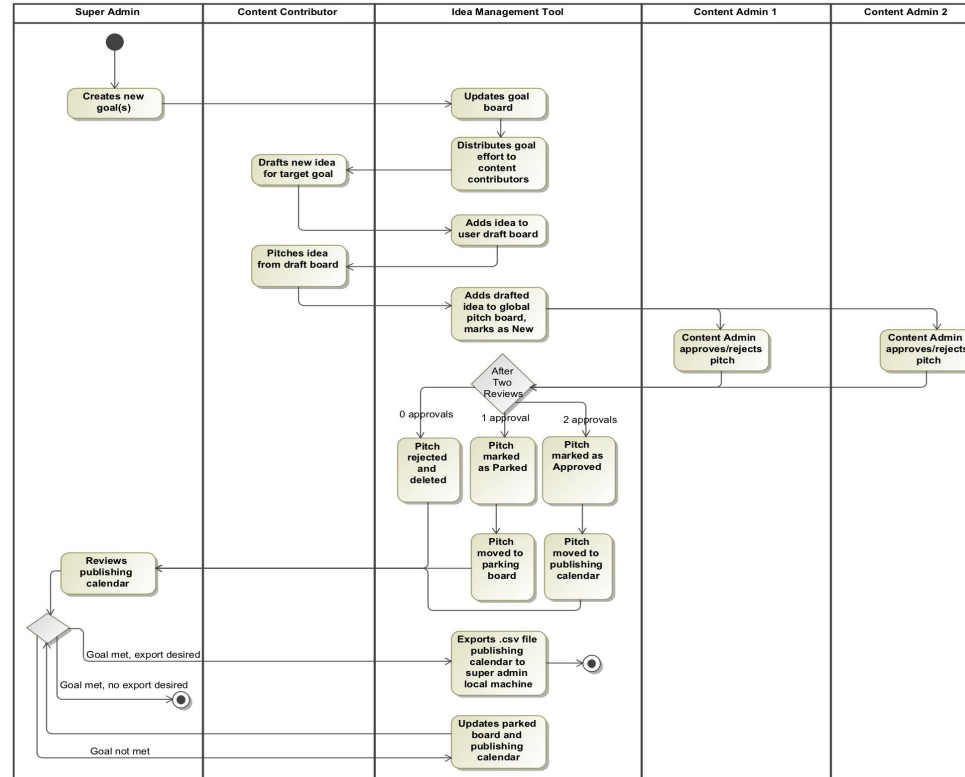 Super Admin
Content Contributor
Idea Management Tool
Content Admin 1
Content Admin 2
Creates new
goal(s)
Updates goal
board
Distributes goal
effort to
content
contributors
Drafts new idea
for target goal
Adds idea to
user draft board
Pitches idea
from draft board
Adds drafted
idea to global
pitch board,
marks as New
Content Admin
approves/rejects
pitch
Content Admin
approves/rejects
pitch
After
Two
Reviews
0 approvals
1 approval
2 approvals
Pitch
rejected
and
deleted
Pitch
marked
as Parked
Pitch
marked as
Approved
Pitch
moved to
parking
board
Pitch
moved to
publishing
calendar
Reviews
publishing
calendar
Goal met, export desired
Exports .csv file
publishing
calendar to
super admin
local machine
Goal met, no export desired
Goal not met
Updates parked
board and
publishing
calendar